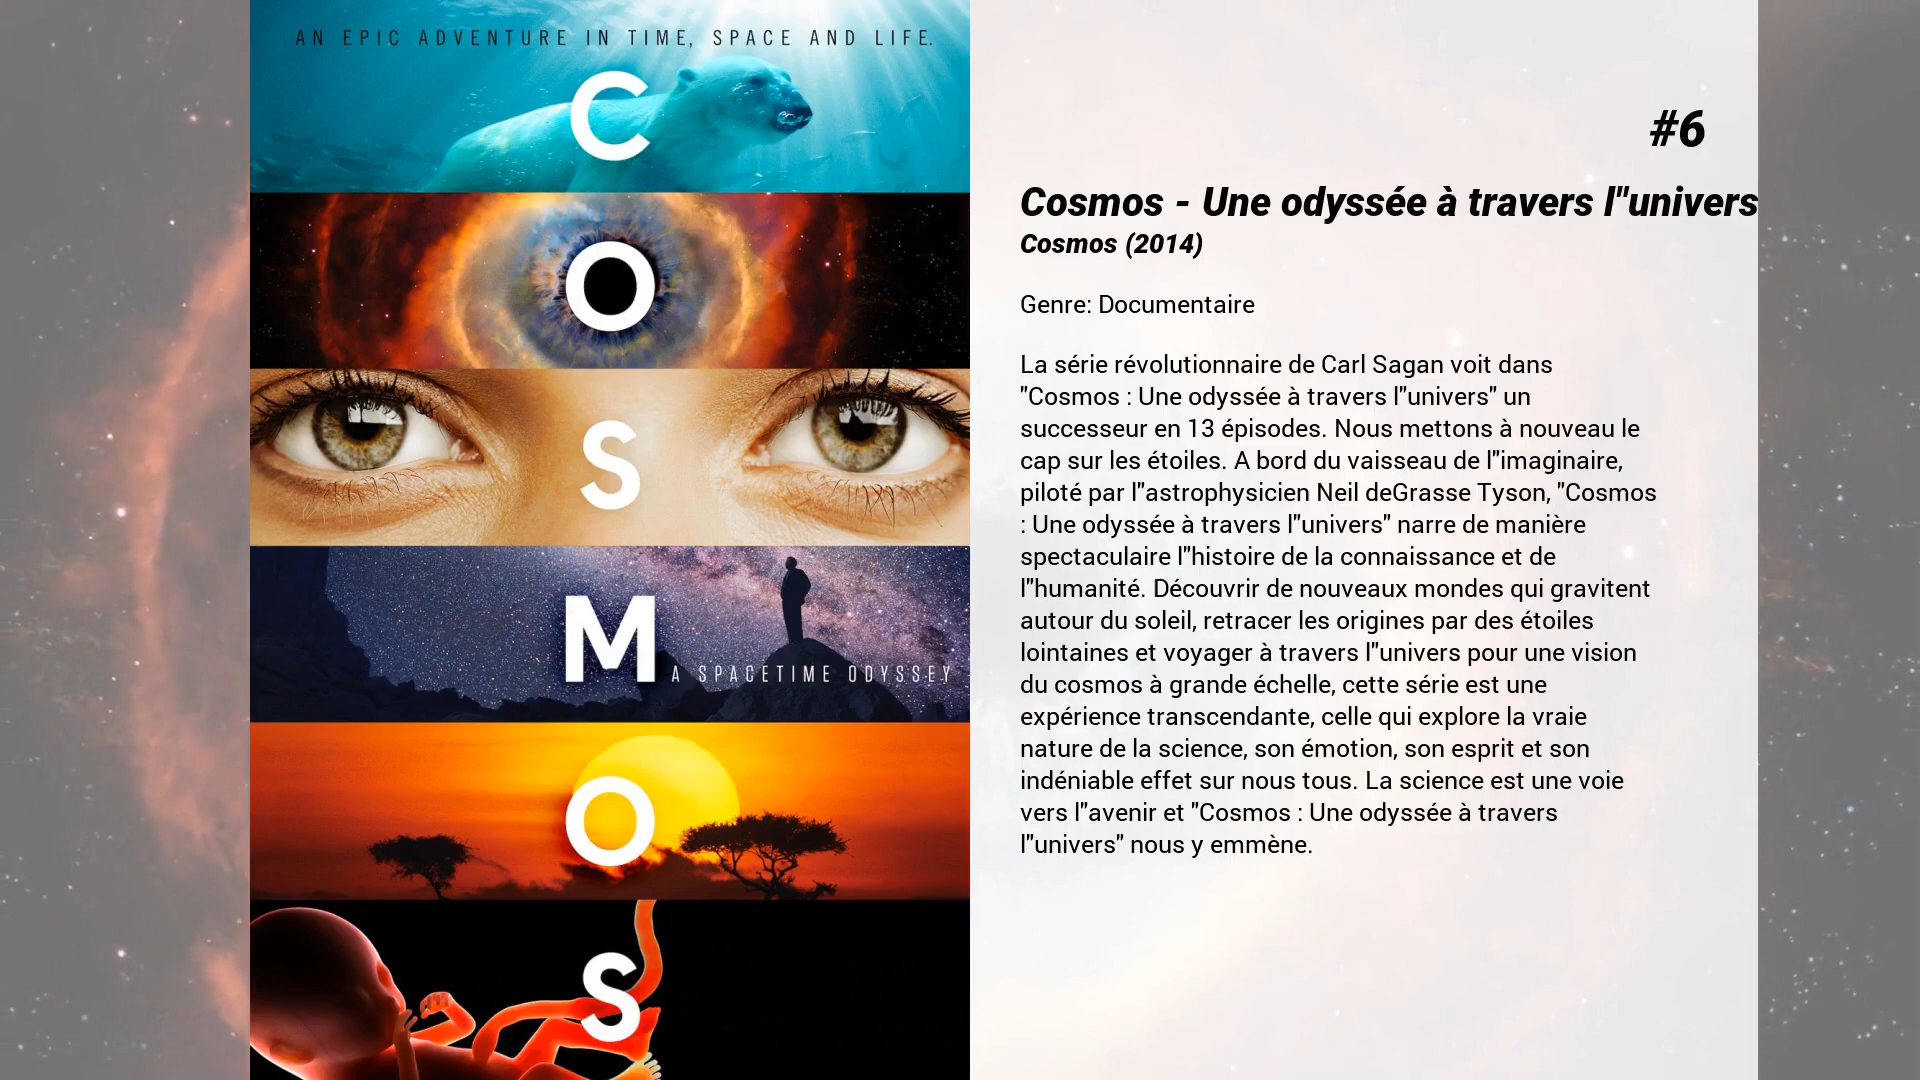 AN EPIC ADVENTURE IN TIME, SPACE AND LIFE.
C
O
S
M
A SPACETIME ODYSSEY
O
S
#6
Cosmos - Une odyssée à travers l"univers
Cosmos (2014)
Genre: Documentaire
La série révolutionnaire de Carl Sagan voit dans
"Cosmos : Une odyssée à travers l"univers" un
successeur en 13 épisodes. Nous mettons à nouveau le
cap sur les étoiles. A bord du vaisseau de l"imaginaire,
piloté par l"astrophysicien Neil deGrasse Tyson, "Cosmos
: Une odyssée à travers l"univers" narre de manière
spectaculaire l"histoire de la connaissance et de
l"humanité. Découvrir de nouveaux mondes qui gravitent
autour du soleil, retracer les origines par des étoiles
lointaines et voyager à travers l"univers pour une vision
du cosmos à grande échelle, cette série est une
expérience transcendante, celle qui explore la vraie
nature de la science, son émotion, son esprit et son
indéniable effet sur nous tous. La science est une voie
vers l"avenir et "Cosmos : Une odyssée à travers
l"univers" nous y emmène.